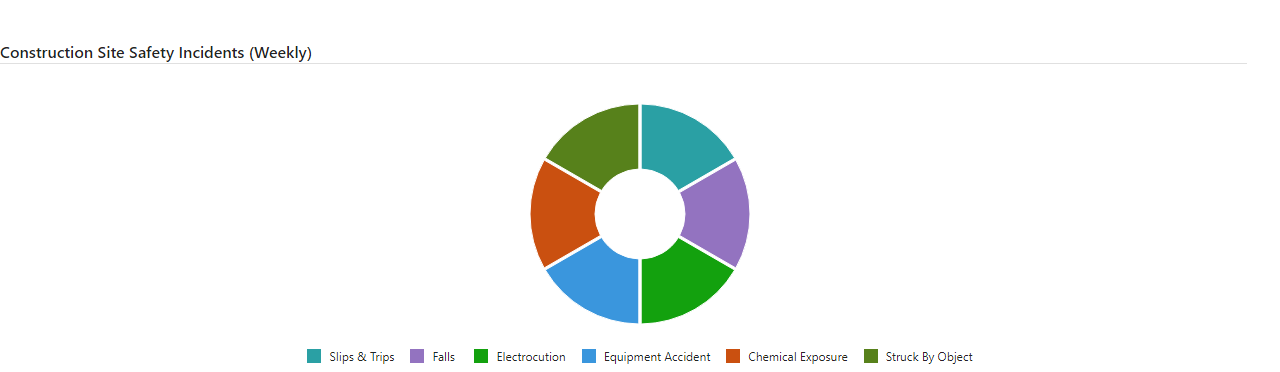 Construction Site Safety Incidents (Weekly)
Slips & Trips Falls Electrocution Equipment Accident Chemical Exposure Struck By Object